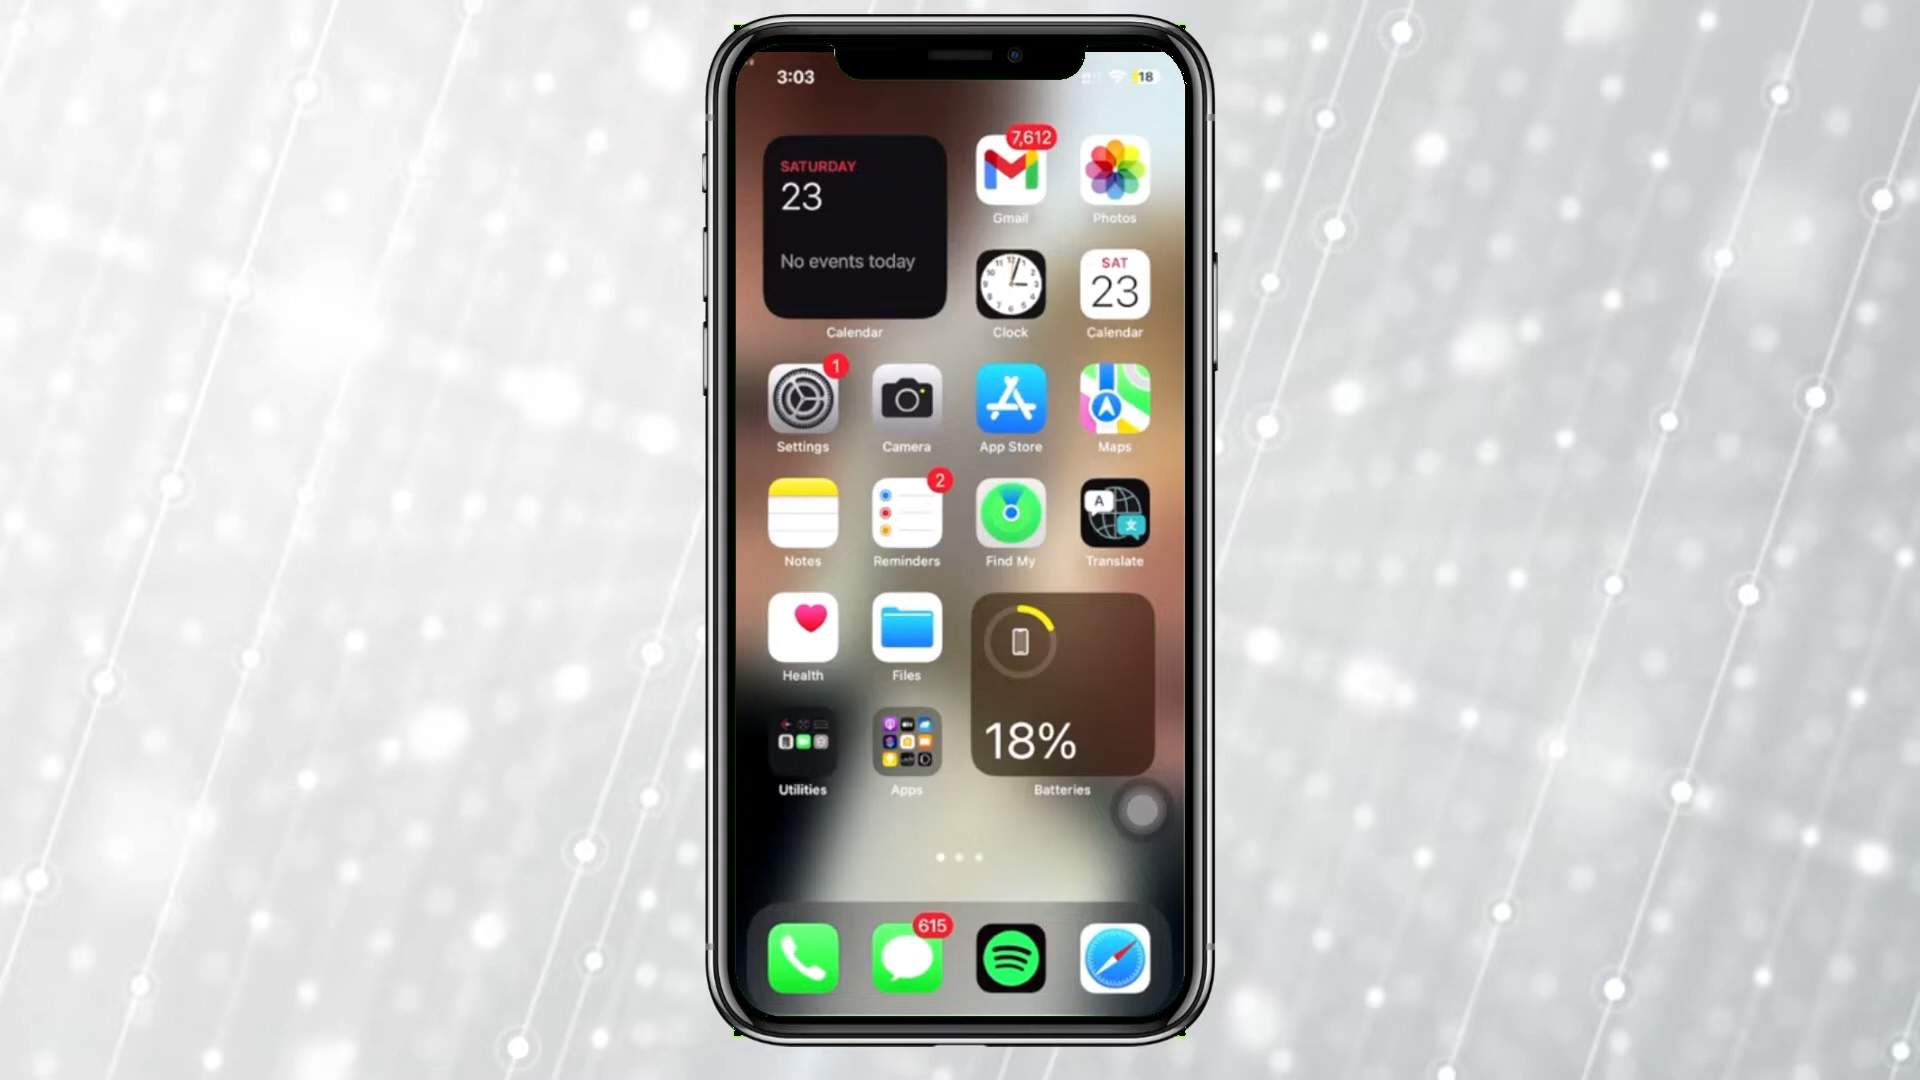 3:03
18
SATURDAY
23
No events today
Calendar
7,612
Gmail
Photos
Clock
SAT
23
Calendar
1
Settings
Camera
App Store
Maps
Notes
2
Reminders
Find My
A
文
Translate
Health
Files
18%
Utilities
Apps
Batteries
615